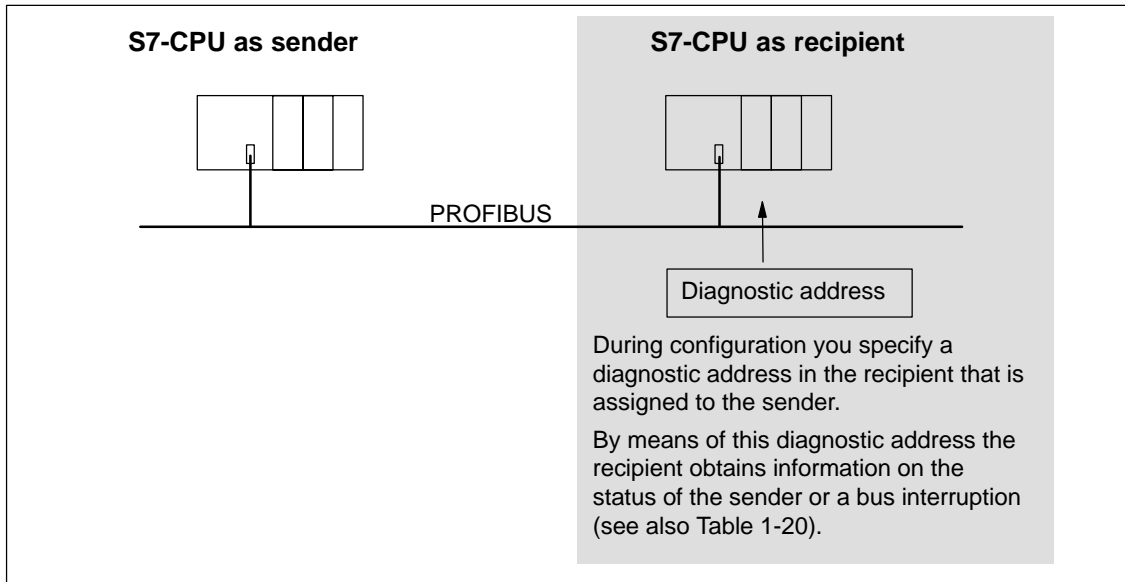 S7-CPU as sender
S7-CPU as recipient
PROFIBUS
Diagnostic address
During configuration you specify a
diagnostic address in the recipient that is
assigned to the sender.
By means of this diagnostic address the
recipient obtains information on the
status of the sender or a bus interruption
(see also Table 1-20).